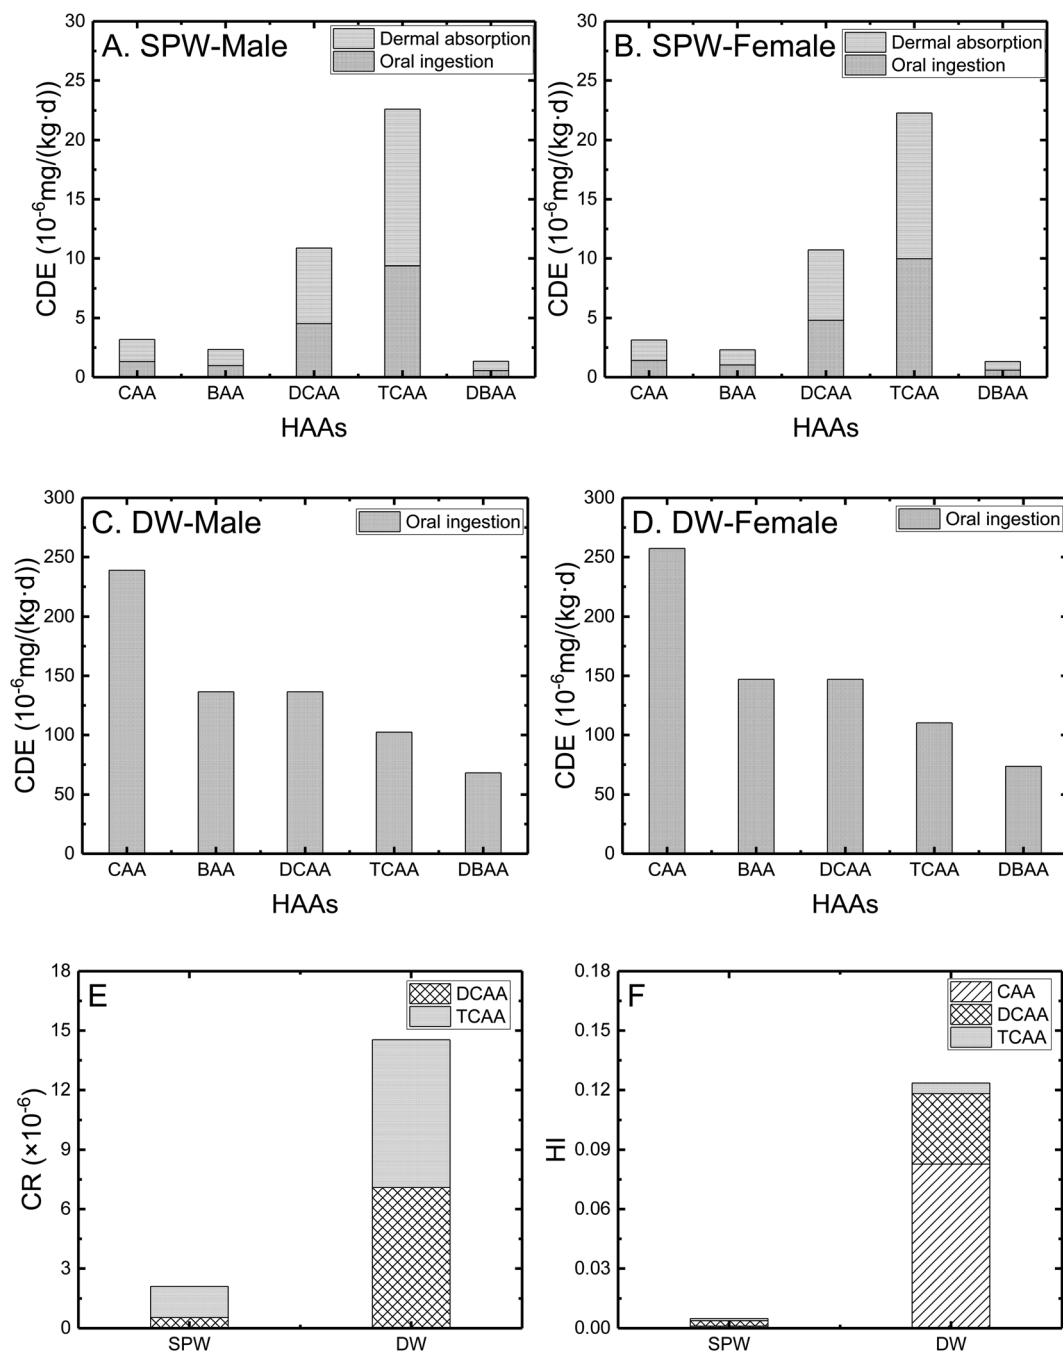 A. SPW-Male
Dermal absorption
Oral ingestion
CDE (10⁻⁶mg/(kg·d))
30
25
20
15
10
5
0
CAA BAA DCAA TCAA DBAA
HAAs
B. SPW-Female
Dermal absorption
Oral ingestion
CDE (10⁻⁶mg/(kg·d))
30
25
20
15
10
5
0
CAA BAA DCAA TCAA DBAA
HAAs
C. DW-Male
Oral ingestion
CDE (10⁻⁶mg/(kg·d))
300
250
200
150
100
50
0
CAA BAA DCAA TCAA DBAA
HAAs
D. DW-Female
Oral ingestion
CDE (10⁻⁶mg/(kg·d))
300
250
200
150
100
50
0
CAA BAA DCAA TCAA DBAA
HAAs
E
DCAA
TCAA
CR (×10⁻⁶)
18
15
12
9
6
3
0
SPW DW
F
CAA
DCAA
TCAA
HI
0.18
0.15
0.12
0.09
0.06
0.03
0.00
SPW DW